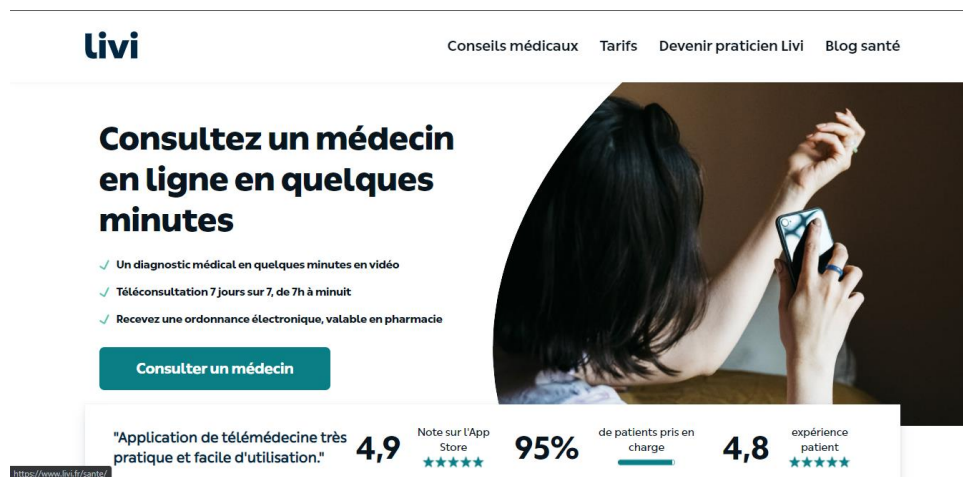 livi
Conseils médicaux Tarifs Devenir praticien Livi Blog santé
Consultez un médecin
en ligne en quelques
minutes
Un diagnostic médical en quelques minutes en vidéo
Téléconsultation 7 jours sur 7, de 7h à minuit
Recevez une ordonnance électronique, valable en pharmacie
Consulter un médecin
"Application de télémédecine très
pratique et facile d'utilisation."
4,9
Note sur l'App
Store
95%
de patients pris en
charge
4,8
expérience
patient
https://www.livi.fr/sante/